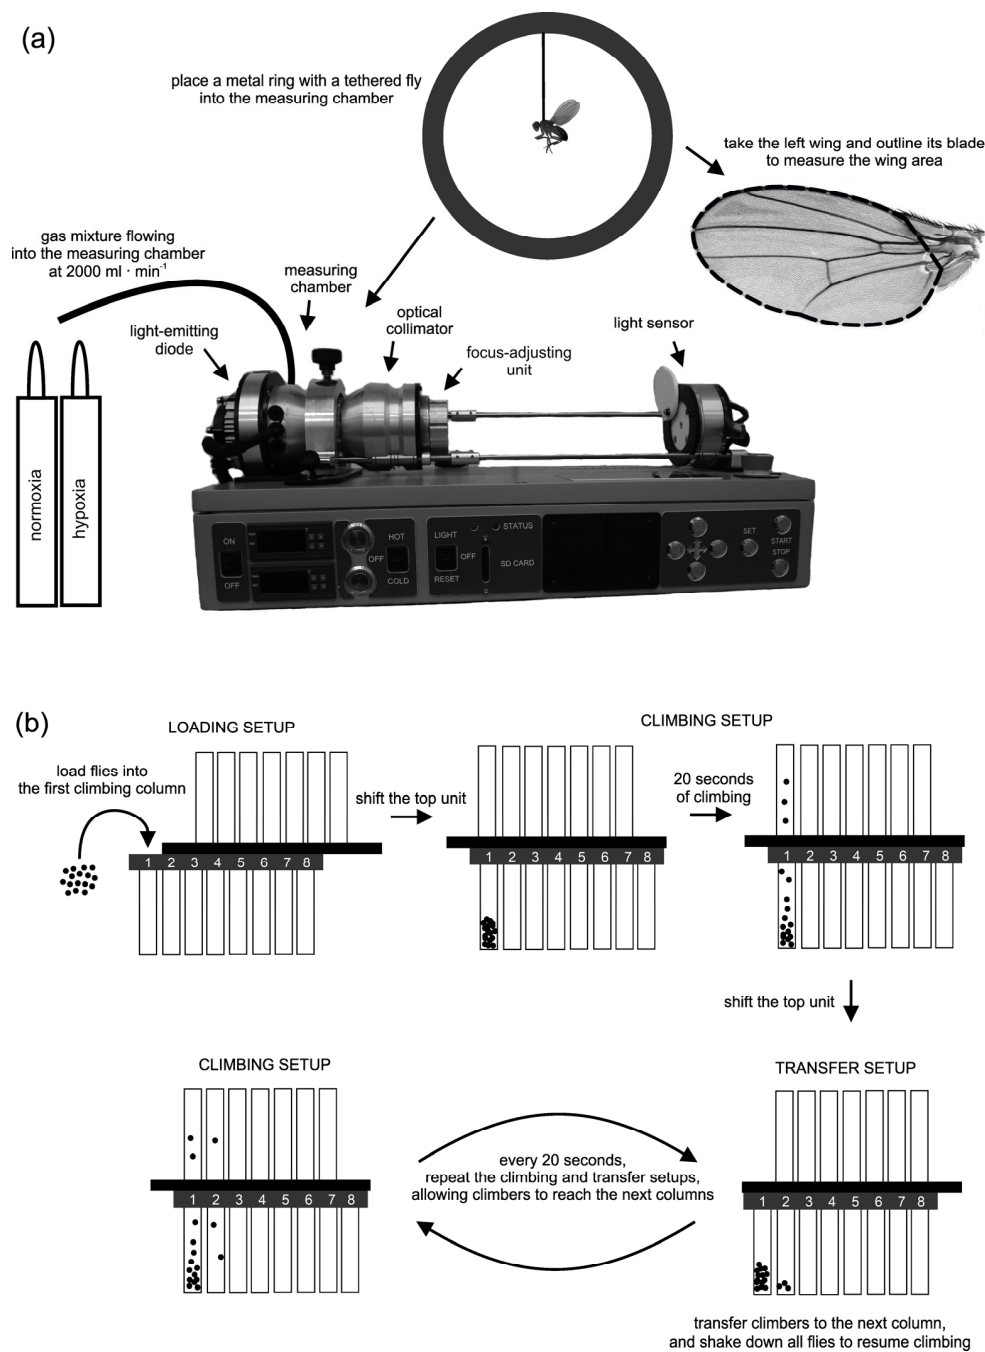 (a)
place a metal ring with a tethered fly
into the measuring chamber
take the left wing and outline its blade
to measure the wing area
gas mixture flowing
into the measuring chamber
at 2000 ml · min⁻¹
measuring
chamber
optical
collimator
light-emitting
diode
focus-adjusting
unit
light sensor
normoxia
hypoxia
ON
OFF
HOT
OFF
COLD
LIGHT
OFF
RESET
STATUS
SD CARD
SET
START
STOP
(b)
LOADING SETUP
CLIMBING SETUP
load flies into
the first climbing column
shift the top unit
20 seconds
of climbing
1 2 3 4 5 6 7 8
1 2 3 4 5 6 7 8
1 2 3 4 5 6 7 8
shift the top unit
CLIMBING SETUP
TRANSFER SETUP
every 20 seconds,
repeat the climbing and transfer setups,
allowing climbers to reach the next columns
1 2 3 4 5 6 7 8
1 2 3 4 5 6 7 8
transfer climbers to the next column,
and shake down all flies to resume climbing